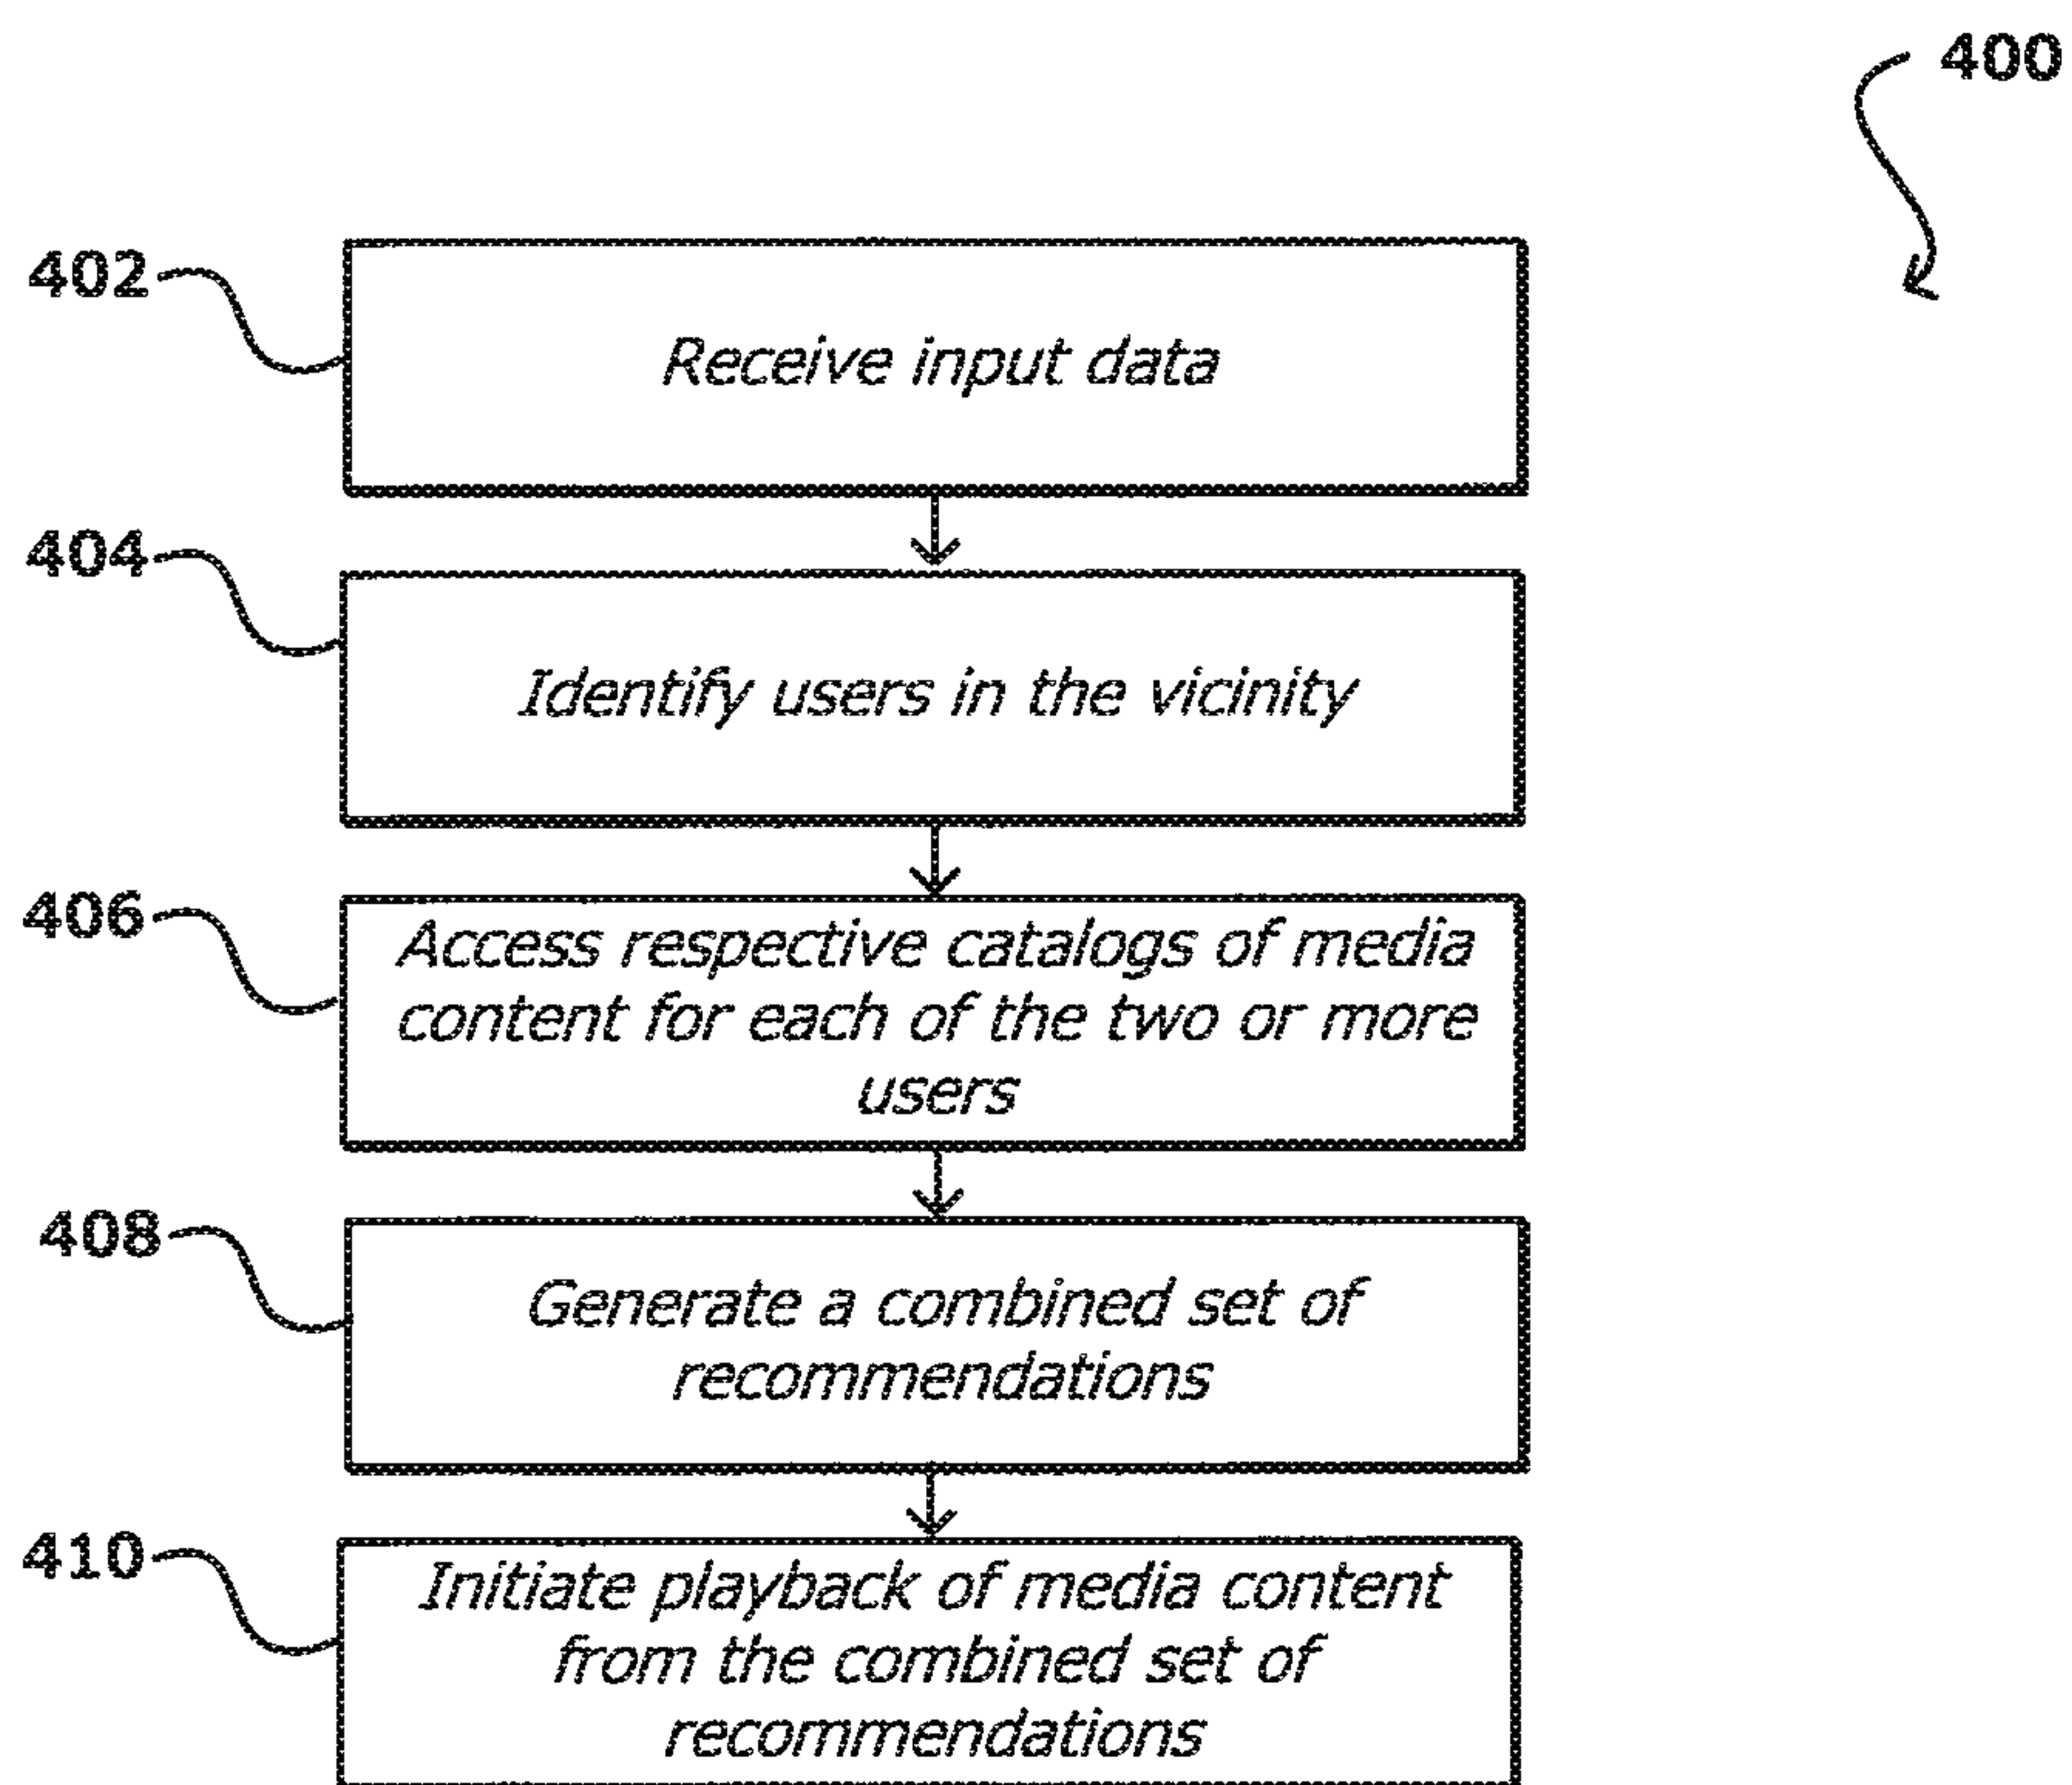 400
402
Receive input data
404
Identify users in the vicinity
406
Access respective catalogs of media
content for each of the two or more
users
408
Generate a combined set of
recommendations
410
Initiate playback of media content
from the combined set of
recommendations